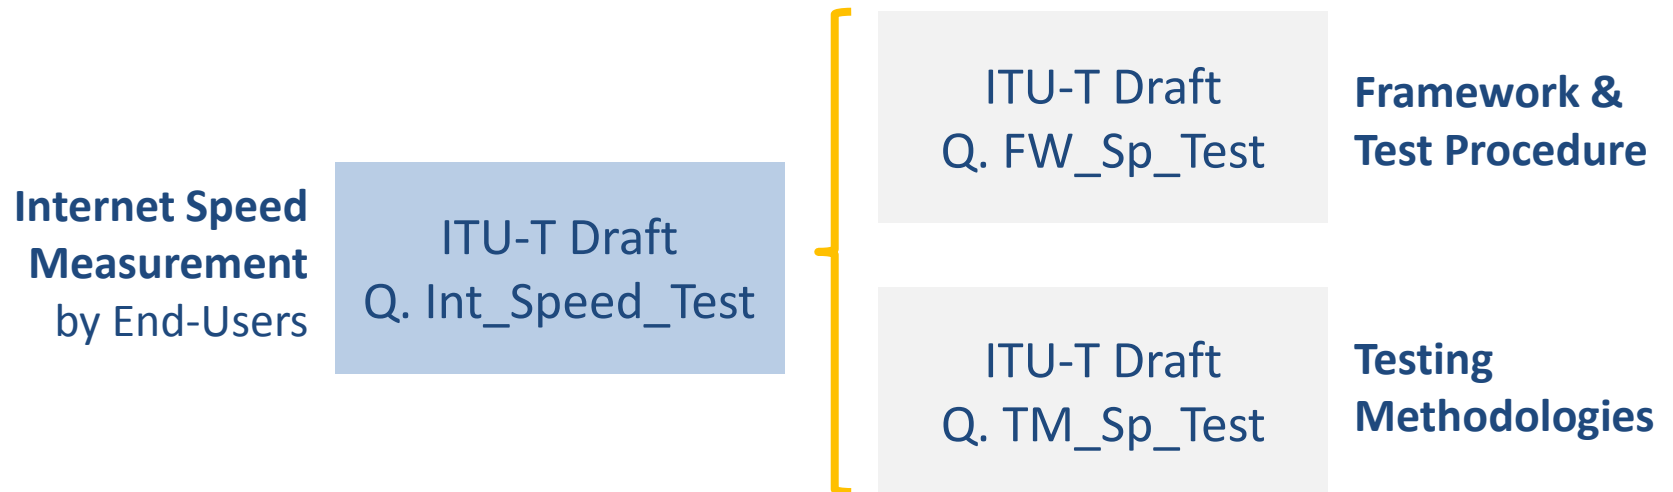 Internet Speed
Measurement
by End-Users
ITU-T Draft
Q. Int_Speed_Test
ITU-T Draft
Q. FW_Sp_Test
Framework &
Test Procedure
ITU-T Draft
Q. TM_Sp_Test
Testing
Methodologies